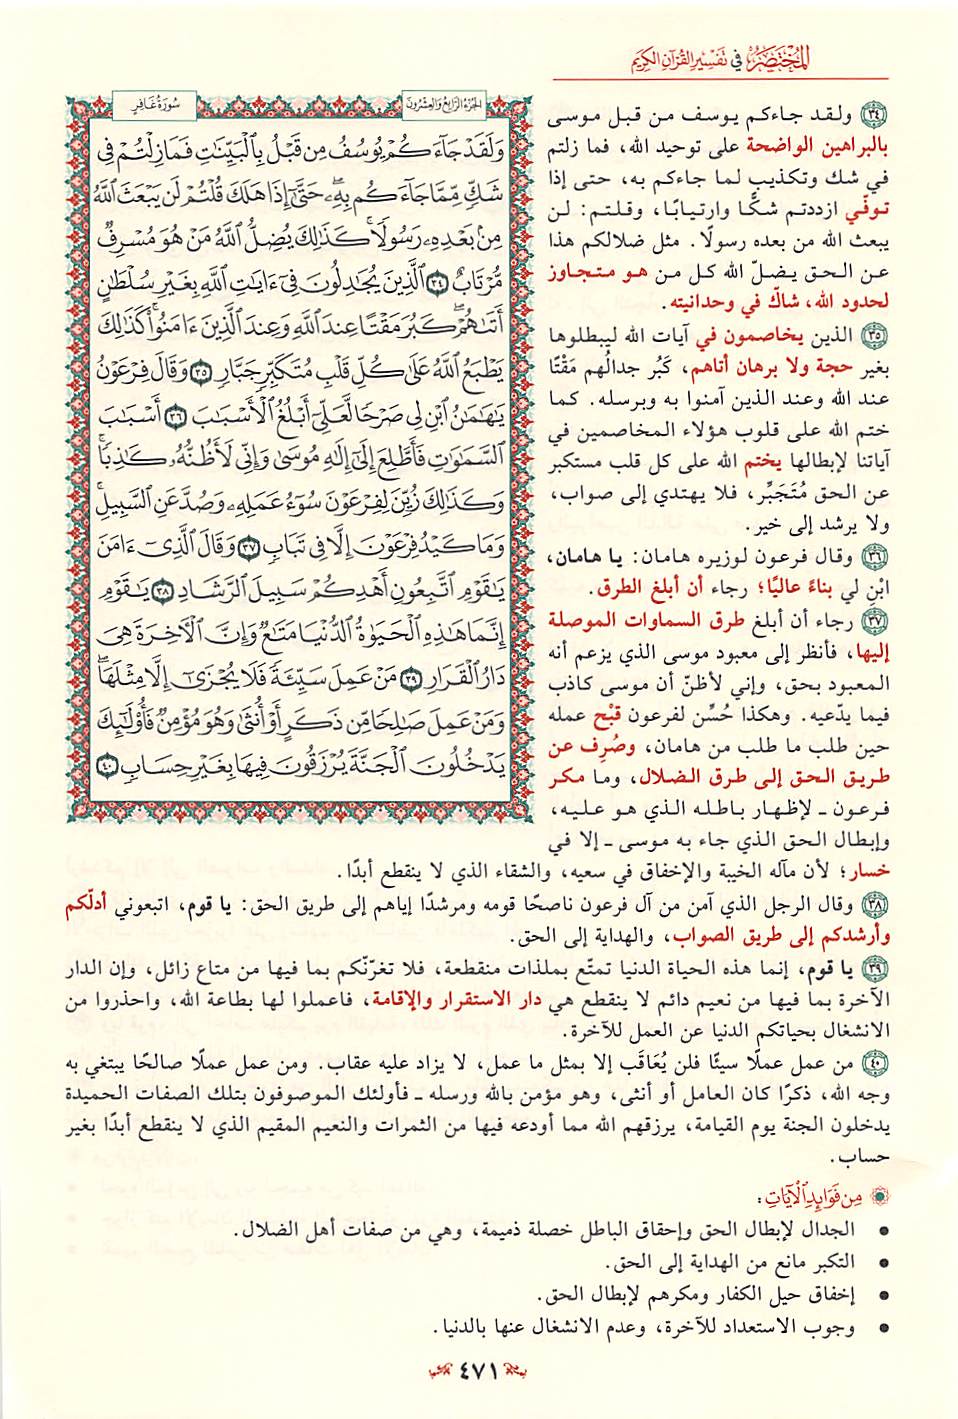 المختصر في تفسير القرآن الكريم
الجزء الرابع والعشرون
سورة غافر
وَلَقَدْ جَآءَكُمْ يُوسُفُ مِن قَبْلُ بِٱلْبَيِّنَٰتِ فَمَازِلْتُمْ فِى
شَكٍّ مِّمَّا جَآءَكُم بِهِۦۖ حَتَّىٰٓ إِذَا هَلَكَ قُلْتُمْ لَن يَبْعَثَ ٱللَّهُ
مِنۢ بَعْدِهِۦ رَسُولًاۚ كَذَٰلِكَ يُضِلُّ ٱللَّهُ مَنْ هُوَ مُسْرِفٌ
مُّرْتَابٌ ٣٤ ٱلَّذِينَ يُجَٰدِلُونَ فِىٓ ءَايَٰتِ ٱللَّهِ بِغَيْرِ سُلْطَٰنٍ
أَتَىٰهُمْۖ كَبُرَ مَقْتًا عِندَ ٱللَّهِ وَعِندَ ٱلَّذِينَ ءَامَنُواْۚ كَذَٰلِكَ
يَطْبَعُ ٱللَّهُ عَلَىٰ كُلِّ قَلْبِ مُتَكَبِّرٍ جَبَّارٍ ٣٥ وَقَالَ فِرْعَوْنُ
يَٰهَٰمَٰنُ ٱبْنِ لِى صَرْحًا لَّعَلِّىٓ أَبْلُغُ ٱلْأَسْبَٰبَ ٣٦ أَسْبَٰبَ
ٱلسَّمَٰوَٰتِ فَأَطَّلِعَ إِلَىٰٓ إِلَٰهِ مُوسَىٰ وَإِنِّى لَأَظُنُّهُۥ كَٰذِبًاۚ
وَكَذَٰلِكَ زُيِّنَ لِفِرْعَوْنَ سُوٓءُ عَمَلِهِۦ وَصُدَّ عَنِ ٱلسَّبِيلِۚ
وَمَا كَيْدُ فِرْعَوْنَ إِلَّا فِى تَبَابٍ ٣٧ وَقَالَ ٱلَّذِىٓ ءَامَنَ
يَٰقَوْمِ ٱتَّبِعُونِ أَهْدِكُمْ سَبِيلَ ٱلرَّشَادِ ٣٨ يَٰقَوْمِ
إِنَّمَا هَٰذِهِ ٱلْحَيَوٰةُ ٱلدُّنْيَا مَتَٰعٌ وَإِنَّ ٱلْأَخِرَةَ هِىَ
دَارُ ٱلْقَرَارِ ٣٩ مَنْ عَمِلَ سَيِّئَةً فَلَا يُجْزَىٰٓ إِلَّا مِثْلَهَاۖ
وَمَنْ عَمِلَ صَٰلِحًا مِّن ذَكَرٍ أَوْ أُنثَىٰ وَهُوَ مُؤْمِنٌ فَأُوْلَٰٓئِكَ
يَدْخُلُونَ ٱلْجَنَّةَ يُرْزَقُونَ فِيهَا بِغَيْرِ حِسَابٍ ٤٠
٣٤ ولقد جاءكم يوسف من قبل موسى
بالبراهين الواضحة على توحيد الله، فما زلتم
في شك وتكذيب لما جاءكم به، حتى إذا
توفّي ازددتم شكًّا وارتيابًا، وقلتم: لن
يبعث الله من بعده رسولًا. مثل ضلالكم هذا
عن الحق يضلّ الله كل من هو متجاوز
لحدود الله، شاكّ في وحدانيته.
٣٥ الذين يخاصمون في آيات الله ليبطلوها
بغير حجة ولا برهان أتاهم، كَبُر جدالُهم مَقْتًا
عند الله وعند الذين آمنوا به وبرسله. كما
ختم الله على قلوب هؤلاء المخاصمين في
آياتنا لإبطالها يختم الله على كل قلب مستكبر
عن الحق مُتَجَبِّر، فلا يهتدي إلى صواب،
ولا يرشد إلى خير.
٣٦ وقال فرعون لوزيره هامان: يا هامان،
ابْن لي بناءً عاليًا؛ رجاء أن أبلغ الطرق.
٣٧ رجاء أن أبلغ طرق السماوات الموصلة
إليها، فأنظر إلى معبود موسى الذي يزعم أنه
المعبود بحق، وإني لأظنّ أن موسى كاذب
فيما يدّعيه. وهكذا حُسِّن لفرعون قبْح عمله
حين طلب ما طلب من هامان، وصُرِف عن
طريق الحق إلى طرق الضلال، وما مكر
فرعون ـ لإظهار باطله الذي هو عليه،
وإبطال الحق الذي جاء به موسى ـ إلا في
خسار؛ لأن مآله الخيبة والإخفاق في سعيه، والشقاء الذي لا ينقطع أبدًا.
٣٨ وقال الرجل الذي آمن من آل فرعون ناصحًا قومه ومرشدًا إياهم إلى طريق الحق: يا قوم، اتبعوني أدلّكم
وأرشدكم إلى طريق الصواب، والهداية إلى الحق.
٣٩ يا قوم، إنما هذه الحياة الدنيا تمتّع بملذات منقطعة، فلا تغرّنّكم بما فيها من متاع زائل، وإن الدار
الآخرة بما فيها من نعيم دائم لا ينقطع هي دار الاستقرار والإقامة، فاعملوا لها بطاعة الله، واحذروا من
الانشغال بحياتكم الدنيا عن العمل للآخرة.
٤٠ من عمل عملًا سيئًا فلن يُعَاقَب إلا بمثل ما عمل، لا يزاد عليه عقاب. ومن عمل عملًا صالحًا يبتغي به
وجه الله، ذكرًا كان العامل أو أنثى، وهو مؤمن بالله ورسله ـ فأولئك الموصوفون بتلك الصفات الحميدة
يدخلون الجنة يوم القيامة، يرزقهم الله مما أودعه فيها من الثمرات والنعيم المقيم الذي لا ينقطع أبدًا بغير
حساب.
من فوائد الآيات:
• الجدال لإبطال الحق وإحقاق الباطل خصلة ذميمة، وهي من صفات أهل الضلال.
• التكبر مانع من الهداية إلى الحق.
• إخفاق حيل الكفار ومكرهم لإبطال الحق.
• وجوب الاستعداد للآخرة، وعدم الانشغال عنها بالدنيا.
٤٧١